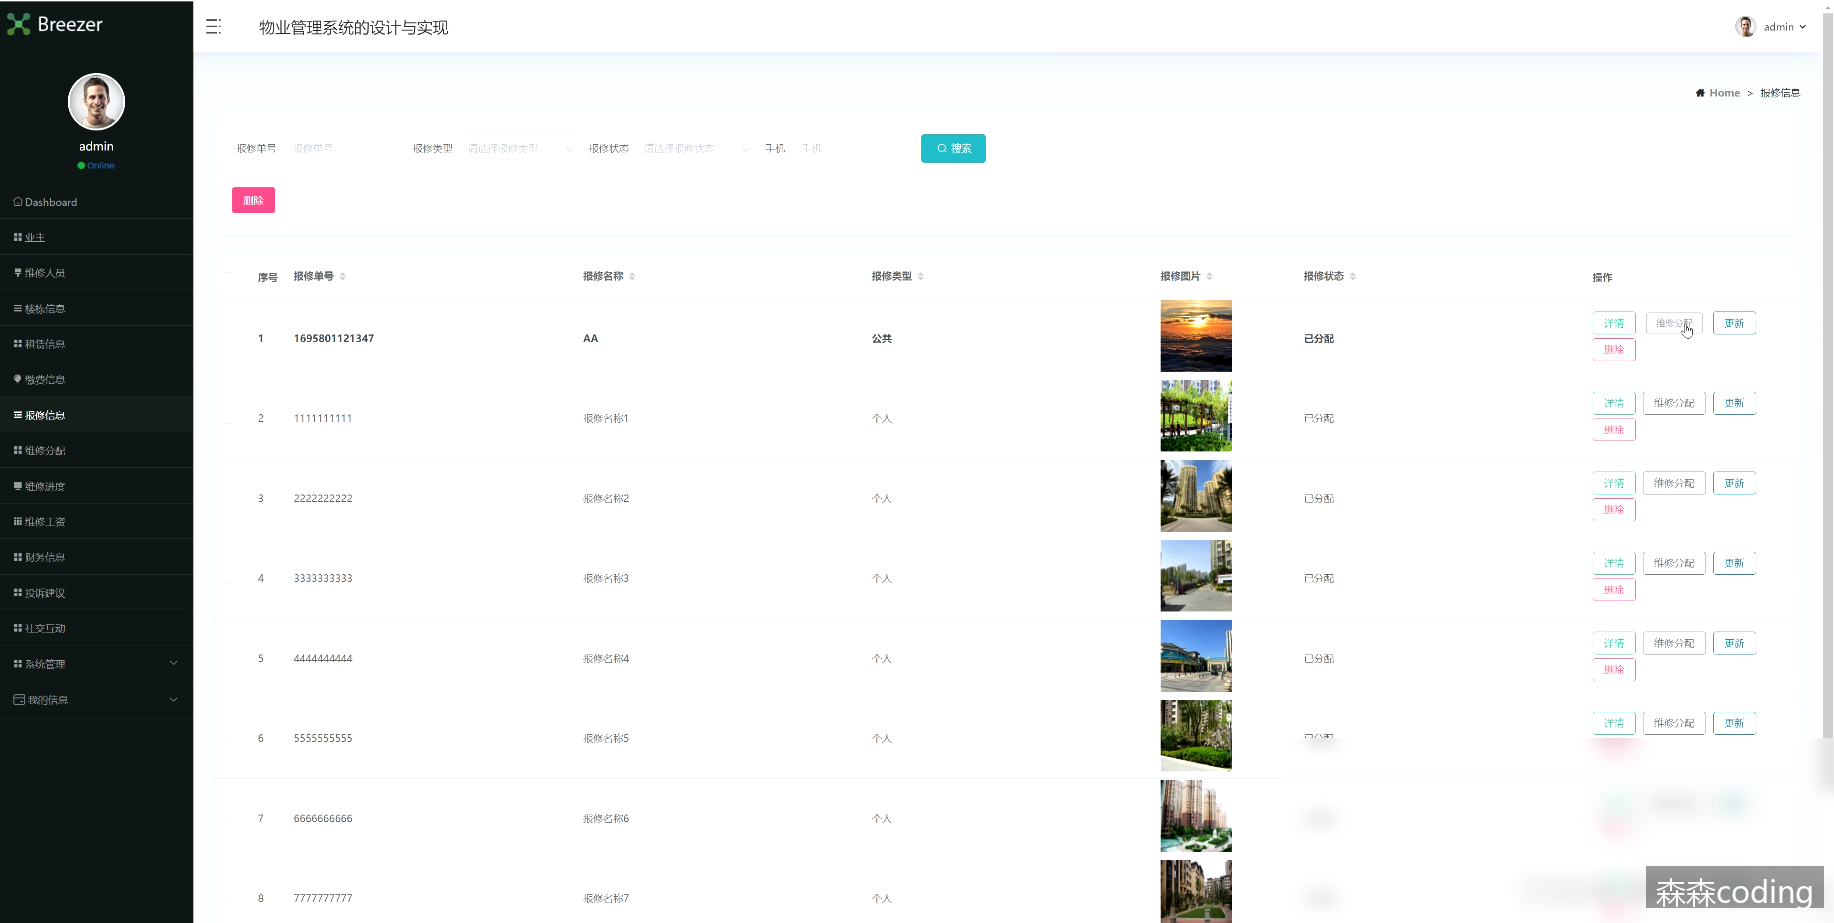 Breezer
物业管理系统的设计与实现
admin
admin
Online
Home > 报修信息
报修单号 报修单号 报修类型 请选择报修类型 报修状态 请选择报修状态 手机 手机 搜索
删除
Dashboard
业主
维修人员
楼栋信息
租赁信息
缴费信息
报修信息
维修分配
维修进度
维修工资
财务信息
投诉建议
社交互动
系统管理
我的信息
序号 报修单号 报修名称 报修类型 报修图片 报修状态 操作
1 1695801121347 AA 公共 已分配 详情 维修分配 更新
删除
2 1111111111 报修名称1 个人 已分配 详情 维修分配 更新
删除
3 2222222222 报修名称2 个人 已分配 详情 维修分配 更新
删除
4 3333333333 报修名称3 个人 已分配 详情 维修分配 更新
删除
5 4444444444 报修名称4 个人 已分配 详情 维修分配 更新
删除
6 5555555555 报修名称5 个人 已分配 详情 维修分配 更新
7 6666666666 报修名称6 个人
8 7777777777 报修名称7 个人
森森coding